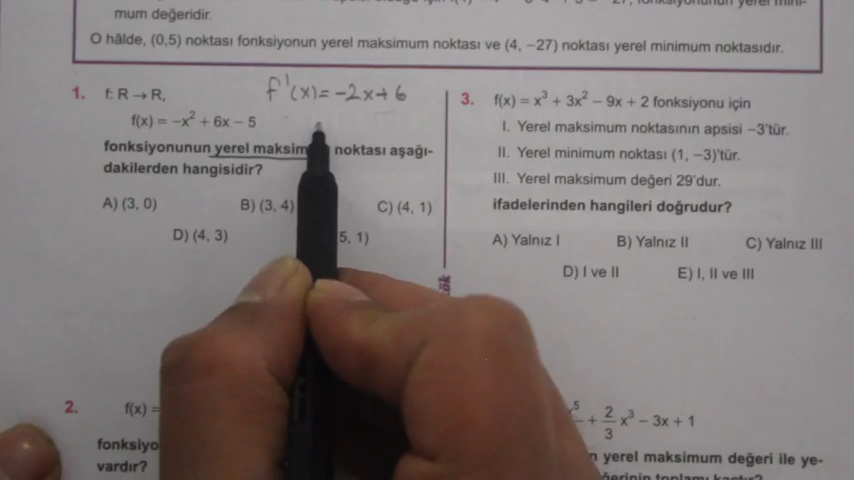 mum değeridir.
O hâlde, (0,5) noktası fonksiyonun yerel maksimum noktası ve (4, −27) noktası yerel minimum noktasıdır.
1. f: R → R,
f'(x) = −2x + 6
f(x) = −x² + 6x − 5
fonksiyonunun yerel maksim noktası aşağı-
dakilerden hangisidir?
A) (3, 0) B) (3, 4) C) (4, 1)
D) (4, 3) 5, 1)
2. f(x) =
fonksiyo
vardır?
3. f(x) = x³ + 3x² − 9x + 2 fonksiyonu için
I. Yerel maksimum noktasının apsisi −3'tür.
II. Yerel minimum noktası (1, −3)'tür.
III. Yerel maksimum değeri 29'dur.
ifadelerinden hangileri doğrudur?
A) Yalnız I B) Yalnız II C) Yalnız III
D) I ve II E) I, II ve III
+ 2/3 x³ − 3x + 1
n yerel maksimum değeri ile ye-